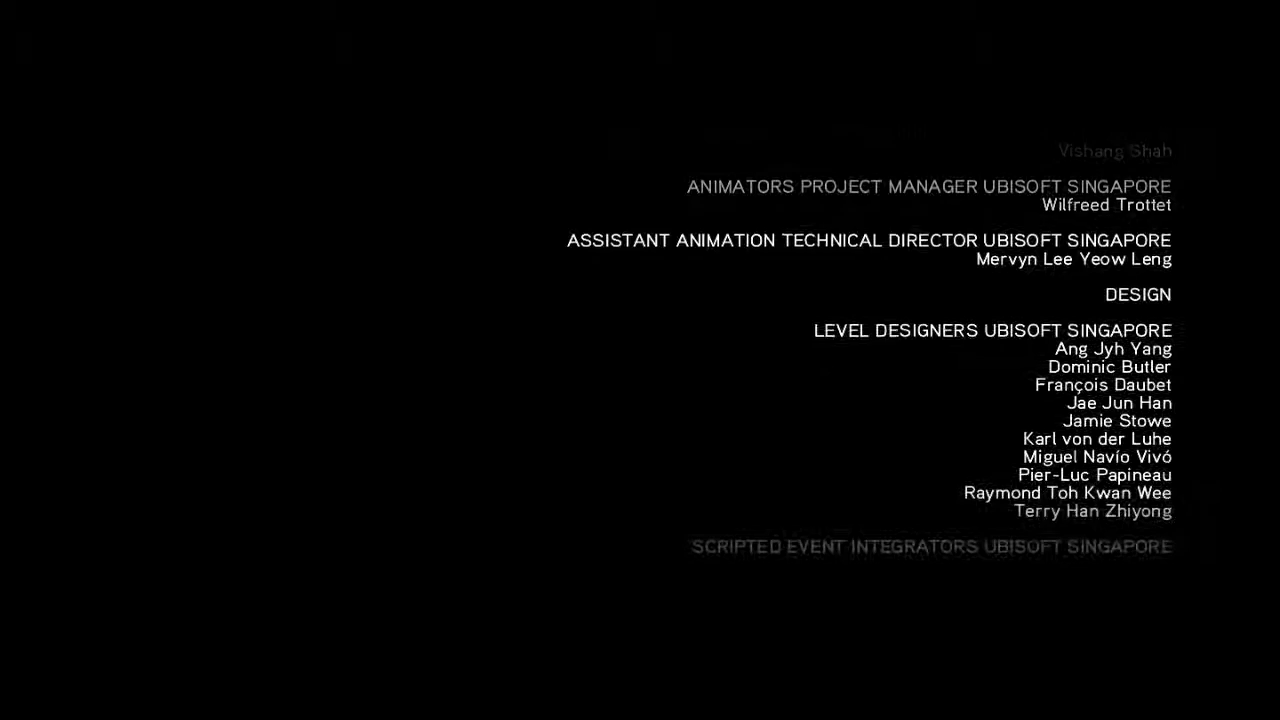 Vishang Shah
ANIMATORS PROJECT MANAGER UBISOFT SINGAPORE
Wilfreed Trottet
ASSISTANT ANIMATION TECHNICAL DIRECTOR UBISOFT SINGAPORE
Mervyn Lee Yeow Leng
DESIGN
LEVEL DESIGNERS UBISOFT SINGAPORE
Ang Jyh Yang
Dominic Butler
François Daubet
Jae Jun Han
Jamie Stowe
Karl von der Luhe
Miguel Navío Vivó
Pier-Luc Papineau
Raymond Toh Kwan Wee
Terry Han Zhiyong
SCRIPTED EVENT INTEGRATORS UBISOFT SINGAPORE